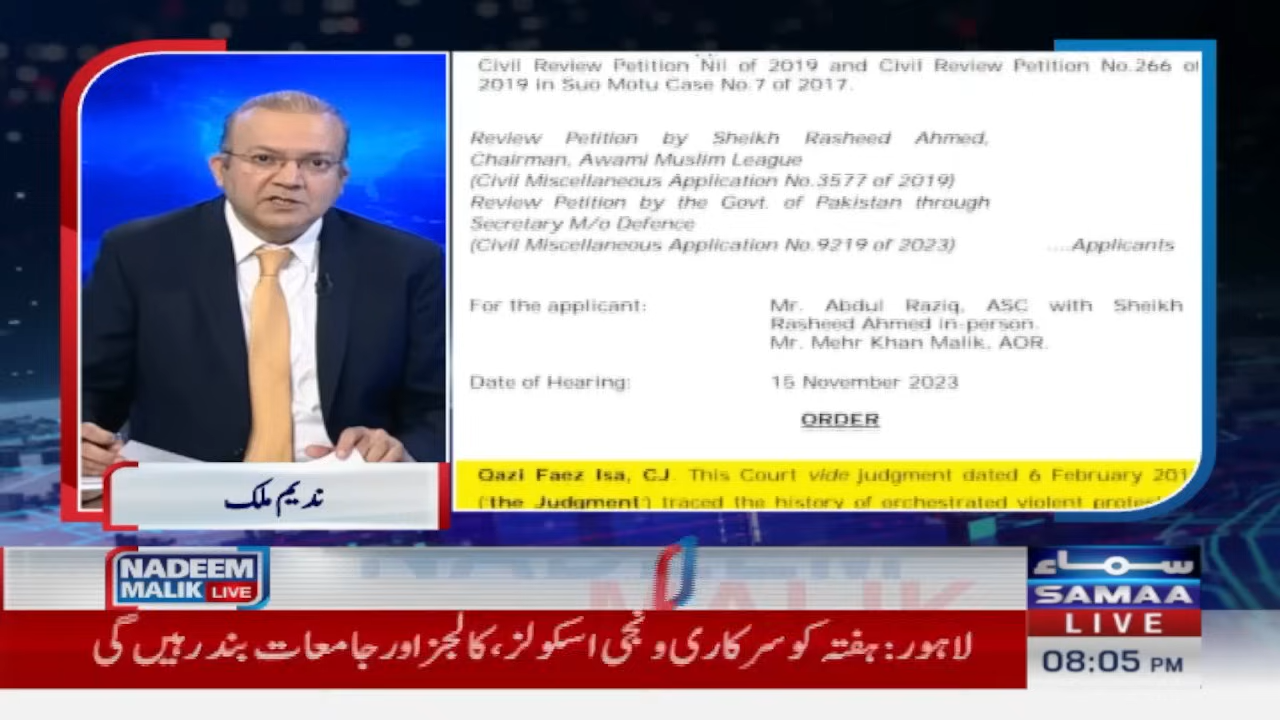 Civil Review Petition Nil of 2019 and Civil Review Petition No.266 of
2019 in Suo Motu Case No.7 of 2017.
Review Petition by Sheikh Rasheed Ahmed,
Chairman, Awami Muslim League
(Civil Miscellaneous Application No.3577 of 2019)
Review Petition by the Govt. of Pakistan through
Secretary M/o Defence
(Civil Miscellaneous Application No.9219 of 2023) ....Applicants
For the applicant: Mr. Abdul Raziq, ASC with Sheikh
Rasheed Ahmed in-person.
Mr. Mehr Khan Malik, AOR.
Date of Hearing: 15 November 2023
ORDER
Qazi Faez Isa, CJ. This Court vide judgment dated 6 February 201
('the Judgment') traced the history of orchestrated violent protes
ندیم ملک
NADEEM
MALIK LIVE
NADEEM
MALIK
سماء
SAMAA
LIVE
08:05 PM
لاہور: ہفتہ کو سرکاری و نجی اسکولز، کالجز اور جامعات بند رہیں گی